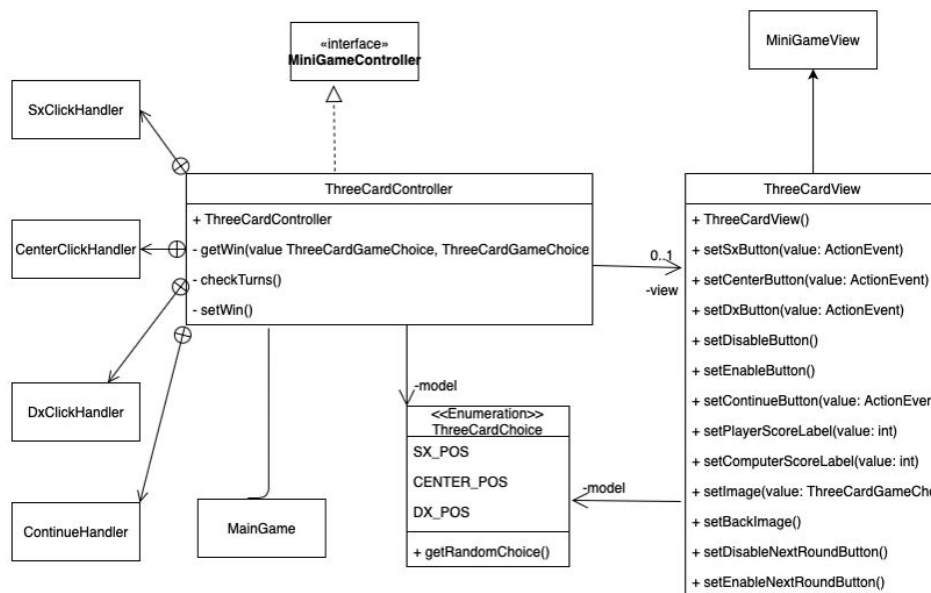 «interface»
MiniGameController
MiniGameView
SxClickHandler
CenterClickHandler
DxClickHandler
ContinueHandler
ThreeCardController
+ ThreeCardController
- getWin(value ThreeCardGameChoice, ThreeCardGameChoice
- checkTurns()
- setWin()
0..1
-view
-model
MainGame
<<Enumeration>>
ThreeCardChoice
SX_POS
CENTER_POS
DX_POS
+ getRandomChoice()
-model
ThreeCardView
+ ThreeCardView()
+ setSxButton(value: ActionEvent)
+ setCenterButton(value: ActionEvent)
+ setDxButton(value: ActionEvent)
+ setDisableButton()
+ setEnableButton()
+ setContinueButton(value: ActionEven
+ setPlayerScoreLabel(value: int)
+ setComputerScoreLabel(value: int)
+ setImage(value: ThreeCardGameCho
+ setBackImage()
+ setDisableNextRoundButton()
+ setEnableNextRoundButton()